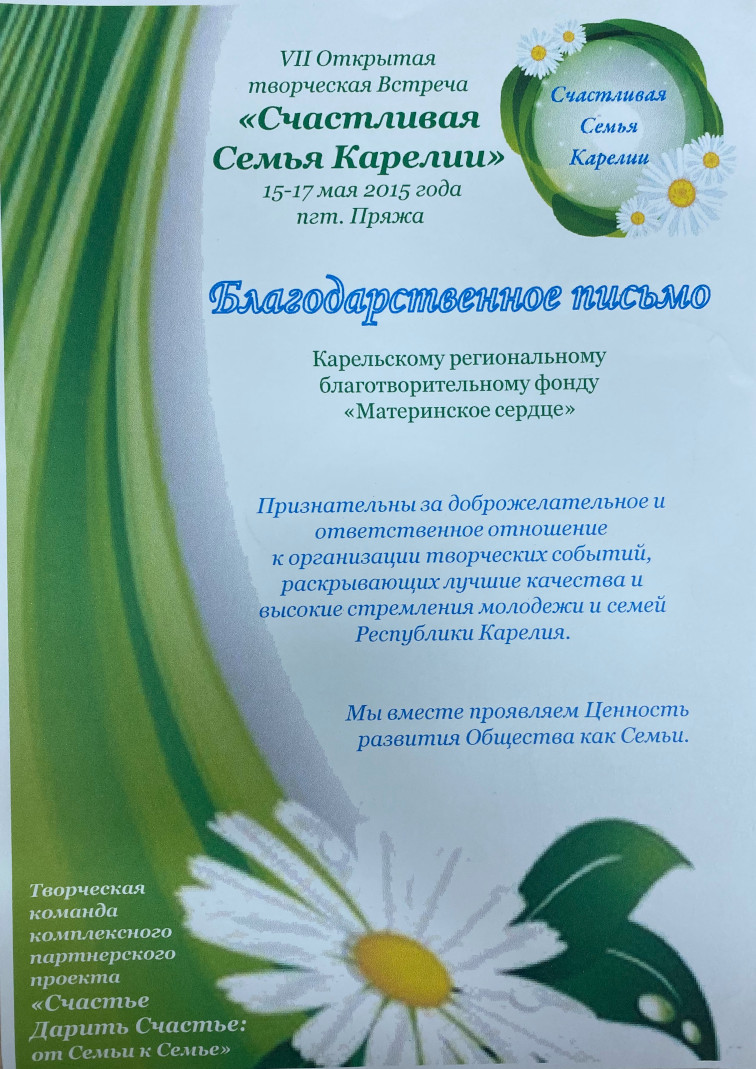 VII Открытая
творческая Встреча
«Счастливая
Семья Карелии»
15-17 мая 2015 года
пгт. Пряжа
Счастливая
Семья
Карелии
Благодарственное письмо
Карельскому региональному
благотворительному фонду
«Материнское сердце»
Признательны за доброжелательное и
ответственное отношение
к организации творческих событий,
раскрывающих лучшие качества и
высокие стремления молодежи и семей
Республики Карелия.
Мы вместе проявляем Ценность
развития Общества как Семьи.
Творческая
команда
комплексного
партнерского
проекта
«Счастье
Дарить Счастье:
от Семьи к Семье»